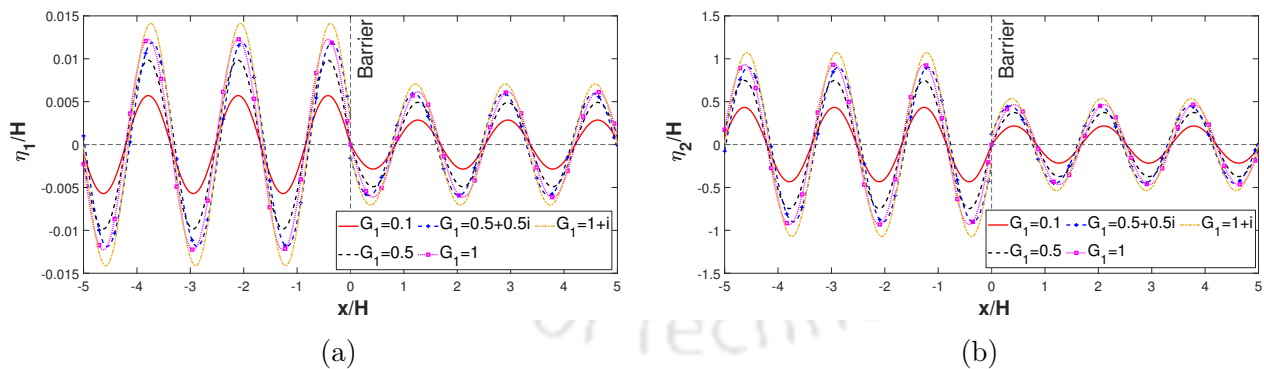 0.015
0.01
0.005
0
-0.005
-0.01
-0.015
η1/H
Barrier
G1=0.1 G1=0.5+0.5i G1=1+i
G1=0.5 G1=1
-5 -4 -3 -2 -1 0 1 2 3 4 5
x/H
(a)
1.5
1
0.5
0
-0.5
-1
-1.5
η2/H
Barrier
G1=0.1 G1=0.5+0.5i G1=1+i
G1=0.5 G1=1
-5 -4 -3 -2 -1 0 1 2 3 4 5
x/H
(b)